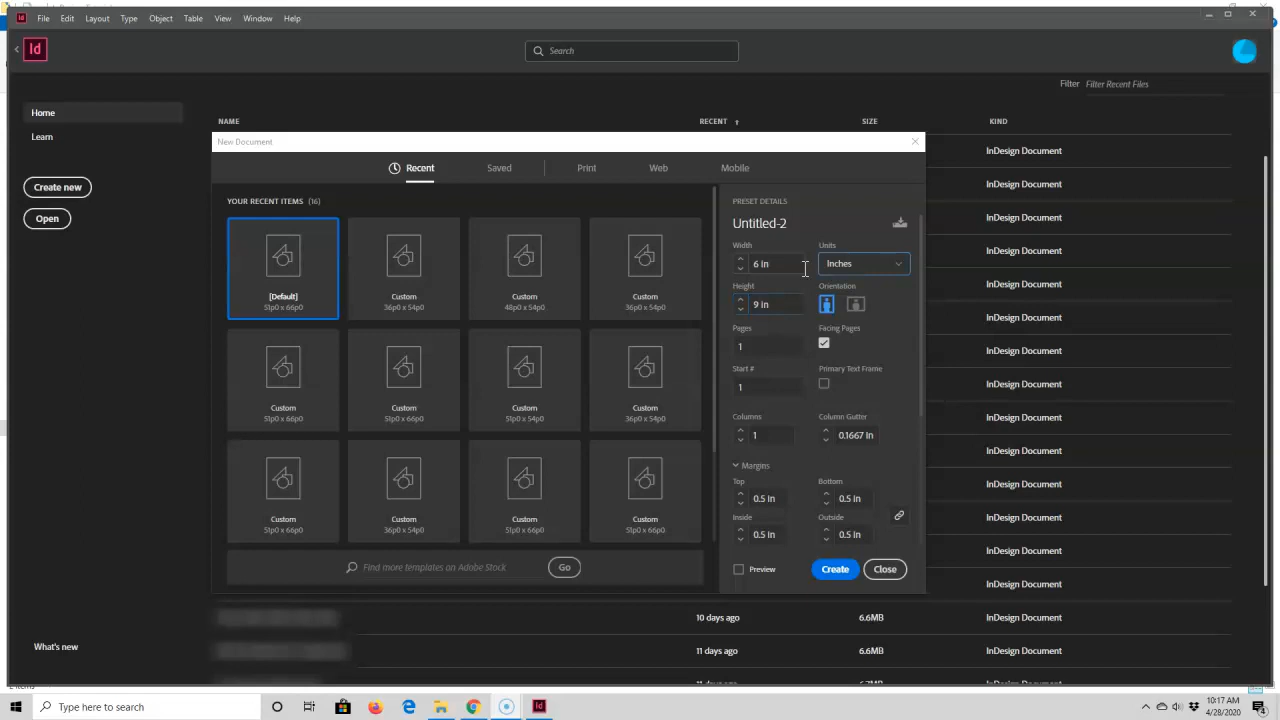 File Edit Layout Type Object Table View Window Help
Id
Search
Filter Filter Recent Files
Home
Learn
Create new
Open
What's new
NAME RECENT SIZE KIND
InDesign Document
InDesign Document
InDesign Document
InDesign Document
InDesign Document
InDesign Document
InDesign Document
InDesign Document
InDesign Document
InDesign Document
InDesign Document
InDesign Document
InDesign Document
InDesign Document
10 days ago 6.6MB InDesign Document
11 days ago 6.6MB InDesign Document
New Document
Recent Saved Print Web Mobile
YOUR RECENT ITEMS (16)
[Default] Custom Custom Custom
51p0 x 66p0 36p0 x 54p0 48p0 x 54p0 36p0 x 54p0
Custom Custom Custom Custom
51p0 x 66p0 51p0 x 66p0 51p0 x 54p0 36p0 x 54p0
Custom Custom Custom Custom
51p0 x 66p0 36p0 x 54p0 51p0 x 66p0 51p0 x 66p0
Find more templates on Adobe Stock Go
PRESET DETAILS
Untitled-2
Width Units
6 in Inches
Height Orientation
9 in
Pages Facing Pages
1
Start # Primary Text Frame
1
Columns Column Gutter
1 0.1667 in
Margins
Top Bottom
0.5 in 0.5 in
Inside Outside
0.5 in 0.5 in
Preview Create Close
Type here to search
Id
10:17 AM
4/28/2020
4